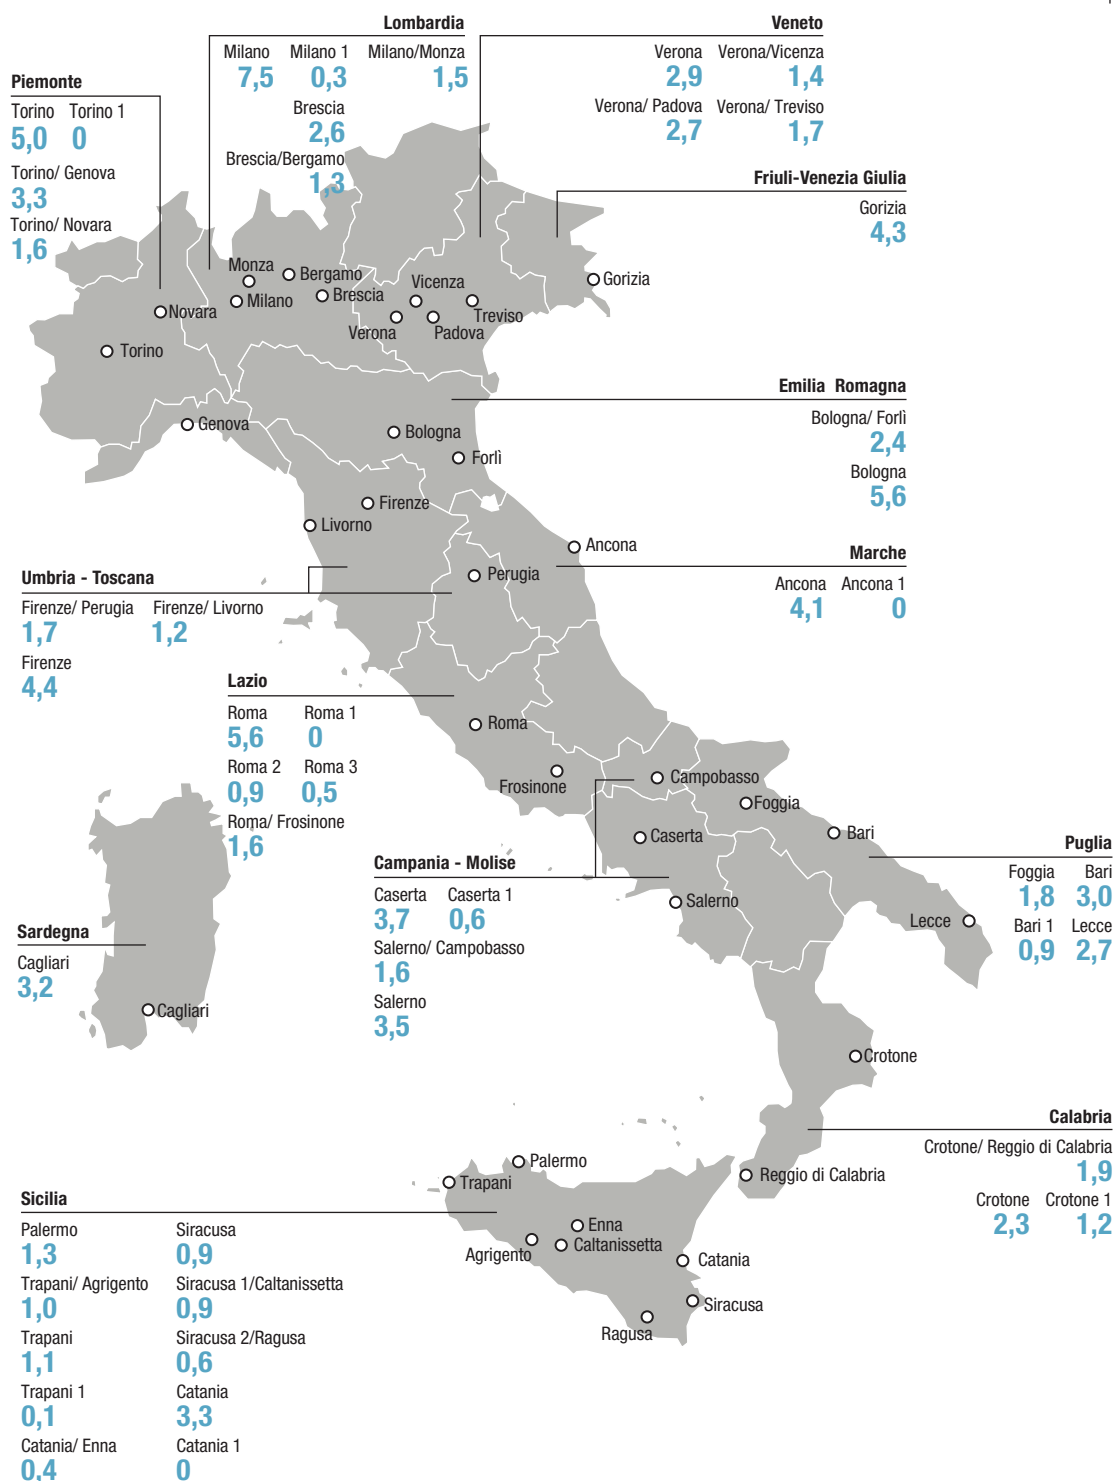 Lombardia
Milano Milano 1 Milano/Monza
7,5 0,3 1,5
Brescia
2,6
Brescia/Bergamo
1,3
Veneto
Verona Verona/Vicenza
2,9 1,4
Verona/ Padova Verona/ Treviso
2,7 1,7
Piemonte
Torino Torino 1
5,0 0
Torino/ Genova
3,3
Torino/ Novara
1,6
Friuli-Venezia Giulia
Gorizia
4,3
Monza
Bergamo
Milano
Brescia
Novara
Torino
Vicenza
Treviso
Verona
Padova
Gorizia
Genova
Bologna
Forlì
Emilia Romagna
Bologna/ Forlì
2,4
Bologna
5,6
Firenze
Livorno
Ancona
Perugia
Marche
Ancona Ancona 1
4,1 0
Umbria - Toscana
Firenze/ Perugia Firenze/ Livorno
1,7 1,2
Firenze
4,4
Lazio
Roma Roma 1
5,6 0
Roma 2 Roma 3
0,9 0,5
Roma/ Frosinone
1,6
Roma
Frosinone
Campobasso
Foggia
Caserta
Bari
Salerno
Lecce
Campania - Molise
Caserta Caserta 1
3,7 0,6
Salerno/ Campobasso
1,6
Salerno
3,5
Puglia
Foggia Bari
1,8 3,0
Bari 1 Lecce
0,9 2,7
Sardegna
Cagliari
3,2
Cagliari
Crotone
Calabria
Crotone/ Reggio di Calabria
1,9
Crotone Crotone 1
2,3 1,2
Reggio di Calabria
Palermo
Trapani
Enna
Agrigento
Caltanissetta
Catania
Siracusa
Ragusa
Sicilia
Palermo Siracusa
1,3 0,9
Trapani/ Agrigento Siracusa 1/Caltanissetta
1,0 0,9
Trapani Siracusa 2/Ragusa
1,1 0,6
Trapani 1 Catania
0,1 3,3
Catania/ Enna Catania 1
0,4 0